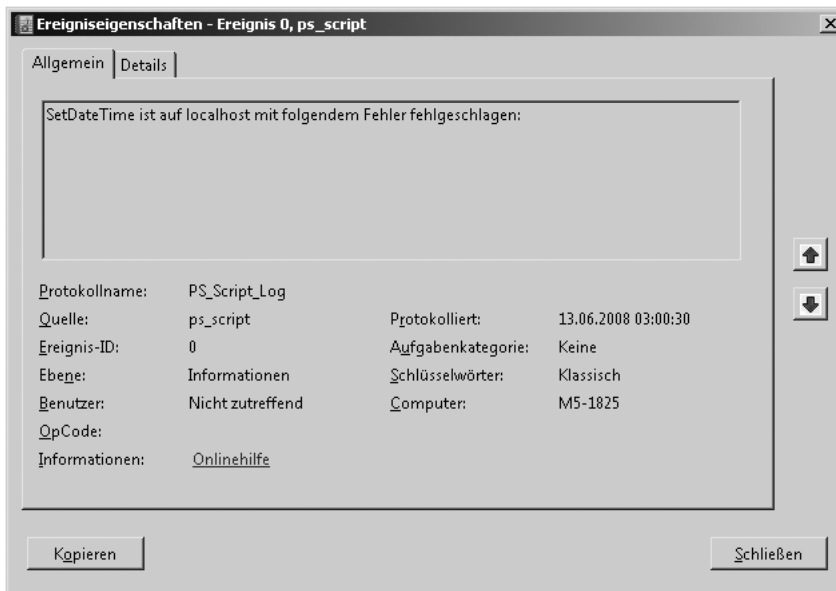 Ereigniseigenschaften - Ereignis 0, ps_script
Allgemein Details
SetDateTime ist auf localhost mit folgendem Fehler fehlgeschlagen:
Protokollname: PS_Script_Log
Quelle: ps_script Protokolliert: 13.06.2008 03:00:30
Ereignis-ID: 0 Aufgabenkategorie: Keine
Ebene: Informationen Schlüsselwörter: Klassisch
Benutzer: Nicht zutreffend Computer: M5-1825
OpCode:
Informationen: Onlinehilfe
Kopieren Schließen